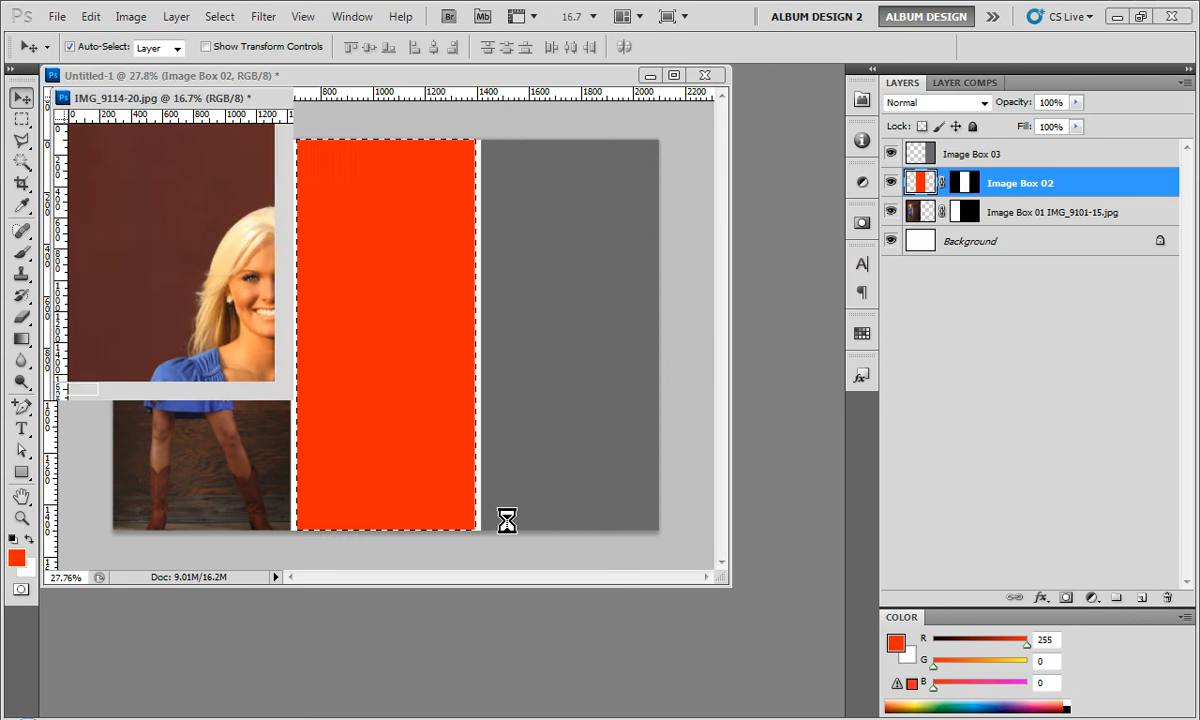 Ps File Edit Image Layer Select Filter View Window Help Br Mb 16.7 ALBUM DESIGN 2 ALBUM DESIGN CS Live
Auto-Select: Layer Show Transform Controls
Ps Untitled-1 @ 27.8% (Image Box 02, RGB/8) *
800 1000 1200 1400 1600 1800 2000 2200
Ps IMG_9114-20.jpg @ 16.7% (RGB/8) *
0 200 400 600 800 1000 1200
LAYERS LAYER COMPS
Normal Opacity: 100%
Lock: Fill: 100%
Image Box 03
Image Box 02
Image Box 01 IMG_9101-15.jpg
Background
27.76% Doc: 9.01M/16.2M
fx
COLOR
R 255
G 0
B 0